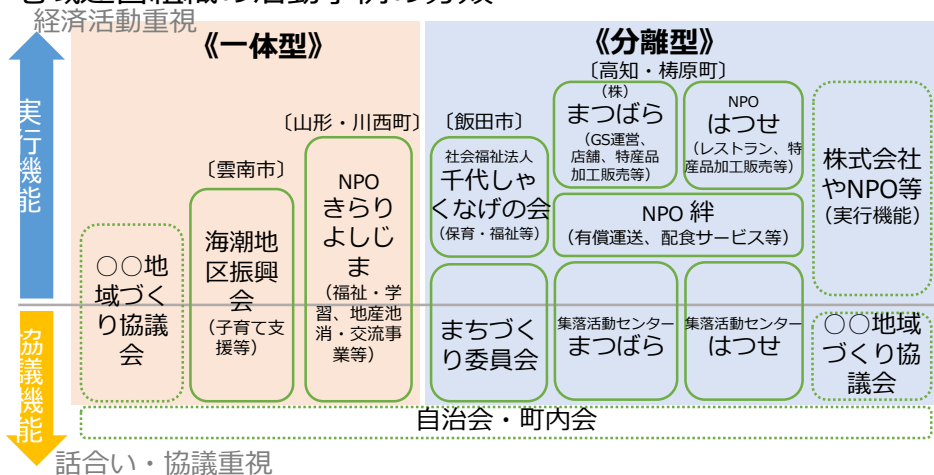 経済活動重視
《一体型》
《分離型》
〔高知・梼原町〕
実行機能
〔山形・川西町〕
〔飯田市〕
〔雲南市〕
○○地
域づく
り協議
会
海潮地
区振興
会
(子育て支
援等)
NPO
きらり
よしじ
ま
(福祉・学
習、地産池
消・交流事
業等)
社会福祉法人
千代しゃ
くなげの会
(保育・福祉等)
(株)
まつばら
(GS運営、
店舗、特産品
加工販売等)
NPO
はつせ
(レストラン、特
産品加工販売等)
NPO 絆
(有償運送、配食サービス等)
株式会社
やNPO等
(実行機能)
協議機能
まちづく
り委員会
集落活動センター
まつばら
集落活動センター
はつせ
○○地域
づくり協
議会
自治会・町内会
話合い・協議重視